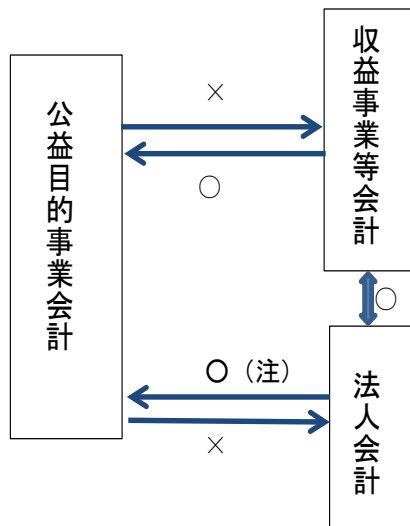 公益目的事業会計
×
○
収益事業等会計
○
○（注）
×
法人会計